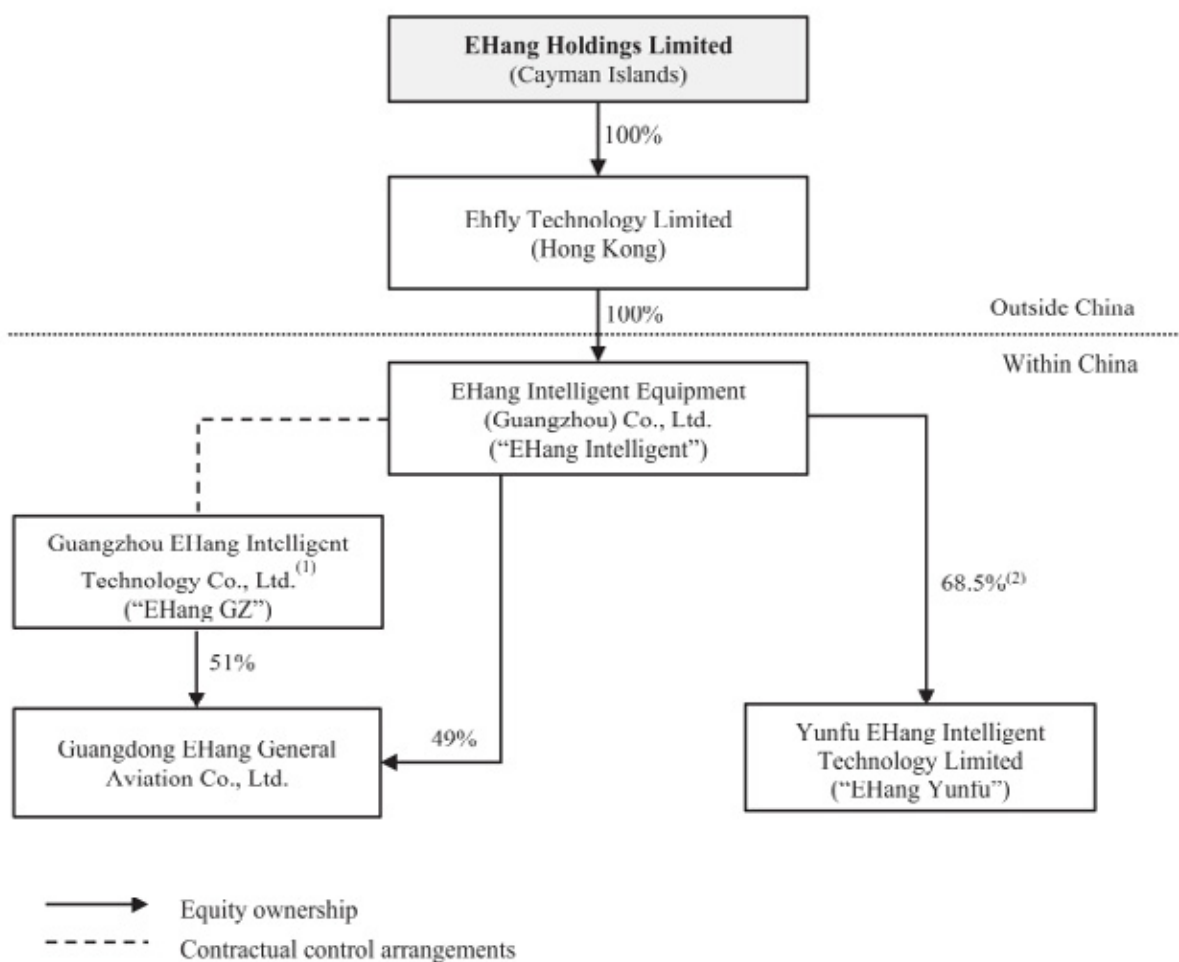 EHang Holdings Limited
(Cayman Islands)
100%
Ehfly Technology Limited
(Hong Kong)
100%
Outside China
Within China
EHang Intelligent Equipment
(Guangzhou) Co., Ltd.
(“EHang Intelligent”)
Guangzhou EHang Intelligent
Technology Co., Ltd.(1)
(“EHang GZ”)
68.5%(2)
51%
49%
Guangdong EHang General
Aviation Co., Ltd.
Yunfu EHang Intelligent
Technology Limited
(“EHang Yunfu”)
Equity ownership
Contractual control arrangements